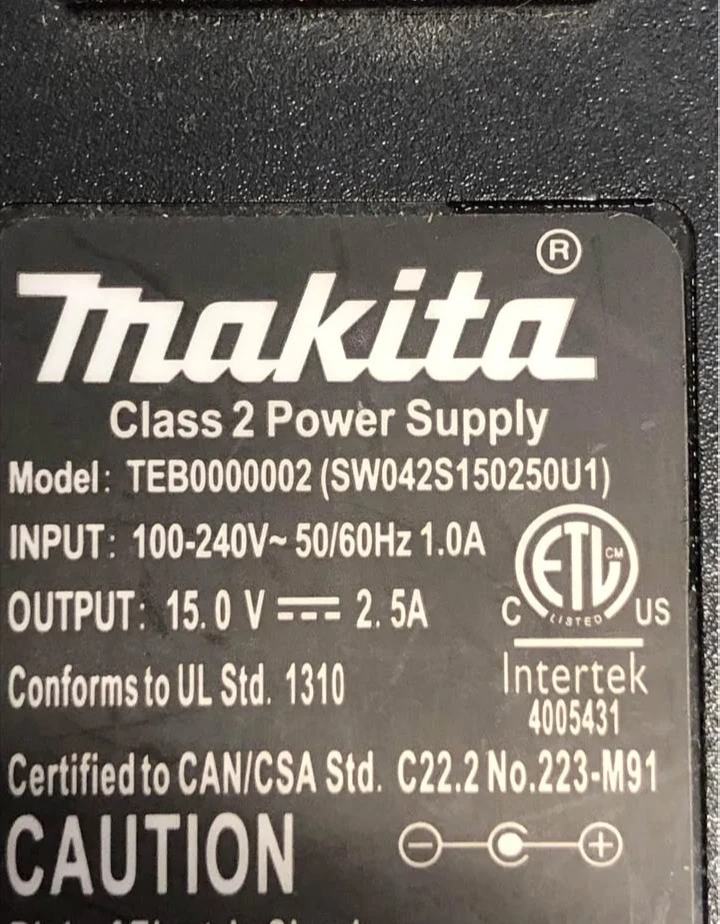 makita®
Class 2 Power Supply
Model: TEB0000002 (SW042S150250U1)
INPUT: 100-240V~ 50/60Hz 1.0A
OUTPUT: 15.0 V ⎓ 2.5A
Conforms to UL Std. 1310
ETL CM
C LISTED US
Intertek
4005431
Certified to CAN/CSA Std. C22.2 No.223-M91
CAUTION